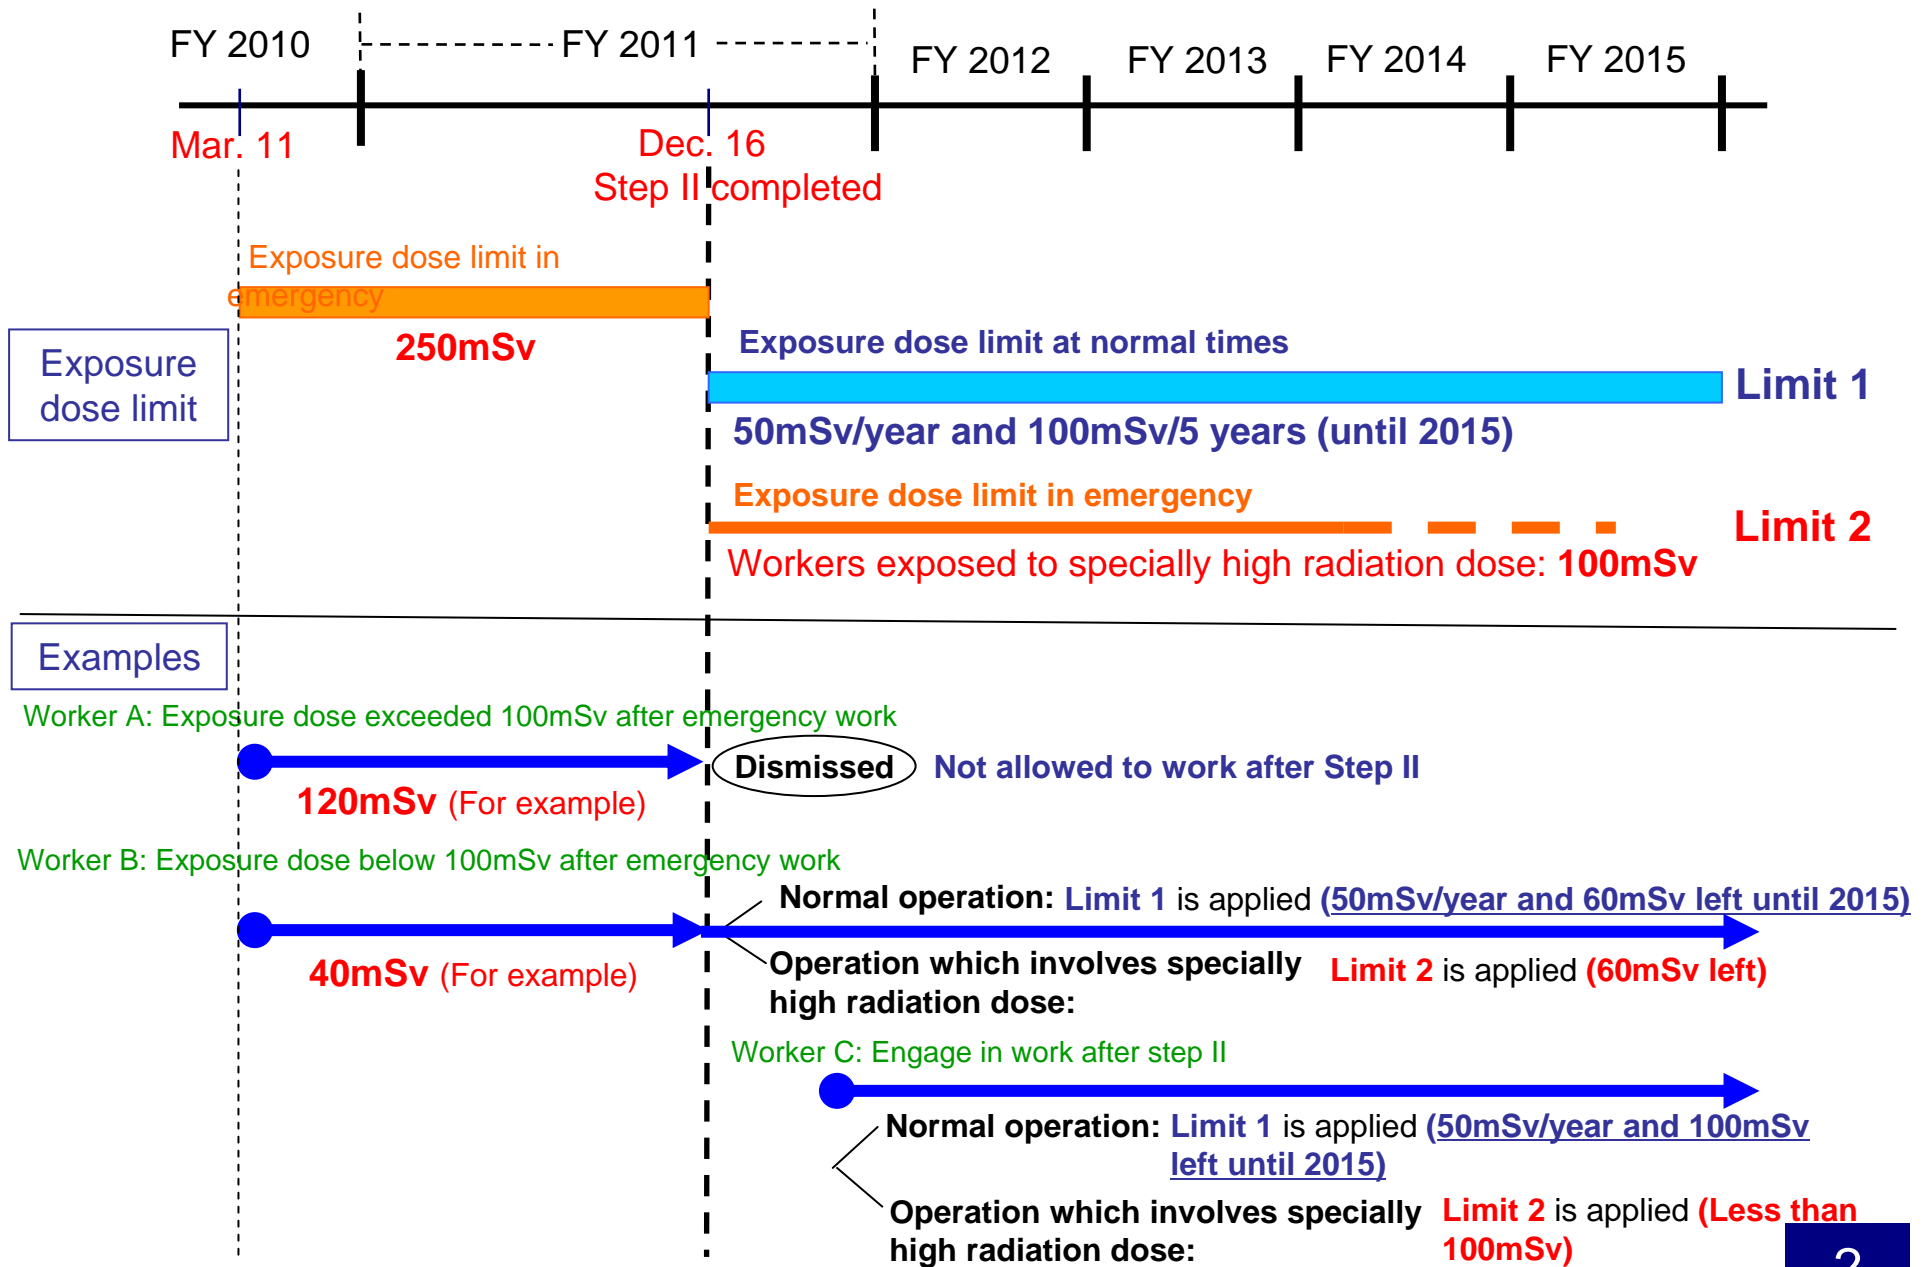 FY 2010
FY 2011
FY 2012
FY 2013
FY 2014
FY 2015
Mar. 11
Dec. 16
Step II completed
Exposure dose limit in
emergency
250mSv
Exposure
dose limit
Exposure dose limit at normal times
Limit 1
50mSv/year and 100mSv/5 years (until 2015)
Exposure dose limit in emergency
Limit 2
Workers exposed to specially high radiation dose: 100mSv
Examples
Worker A: Exposure dose exceeded 100mSv after emergency work
Dismissed
Not allowed to work after Step II
120mSv (For example)
Worker B: Exposure dose below 100mSv after emergency work
Normal operation: Limit 1 is applied (50mSv/year and 60mSv left until 2015)
40mSv (For example)
Operation which involves specially
high radiation dose:
Limit 2 is applied (60mSv left)
Worker C: Engage in work after step II
Normal operation: Limit 1 is applied (50mSv/year and 100mSv
left until 2015)
Operation which involves specially
high radiation dose:
Limit 2 is applied (Less than
100mSv)
2